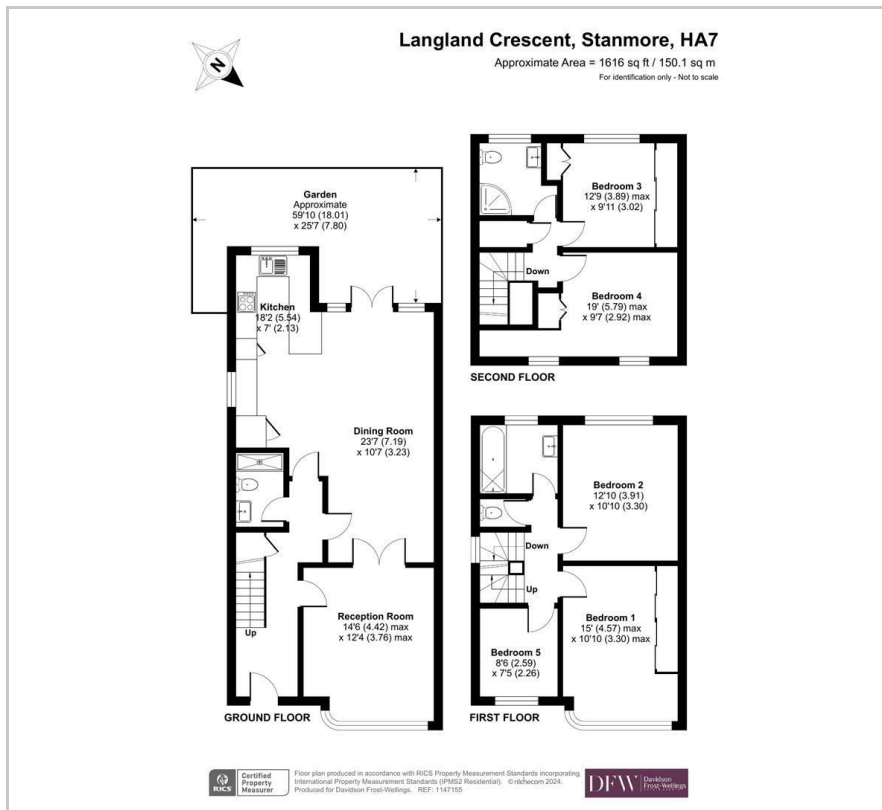 Langland Crescent, Stanmore, HA7
Approximate Area = 1616 sq ft / 150.1 sq m
For identification only - Not to scale
N
Garden
Approximate
59'10 (18.01)
x 25'7 (7.80)
Kitchen
18'2 (5.54)
x 7' (2.13)
Dining Room
23'7 (7.19)
x 10'7 (3.23)
Reception Room
14'6 (4.42) max
x 12'4 (3.76) max
Up
GROUND FLOOR
Bedroom 3
12'9 (3.89) max
x 9'11 (3.02)
Down
Bedroom 4
19' (5.79) max
x 9'7 (2.92) max
SECOND FLOOR
Bedroom 2
12'10 (3.91)
x 10'10 (3.30)
Down
Up
Bedroom 1
15' (4.57) max
x 10'10 (3.30) max
Bedroom 5
8'6 (2.59)
x 7'5 (2.26)
FIRST FLOOR
RICS
Certified
Property
Measurer
Floor plan produced in accordance with RICS Property Measurement Standards incorporating
International Property Measurement Standards (IPMS2 Residential). © nichecom 2024.
Produced for Davidson Frost-Wellings. REF: 1147155
DFW
Davidson
Frost-Wellings